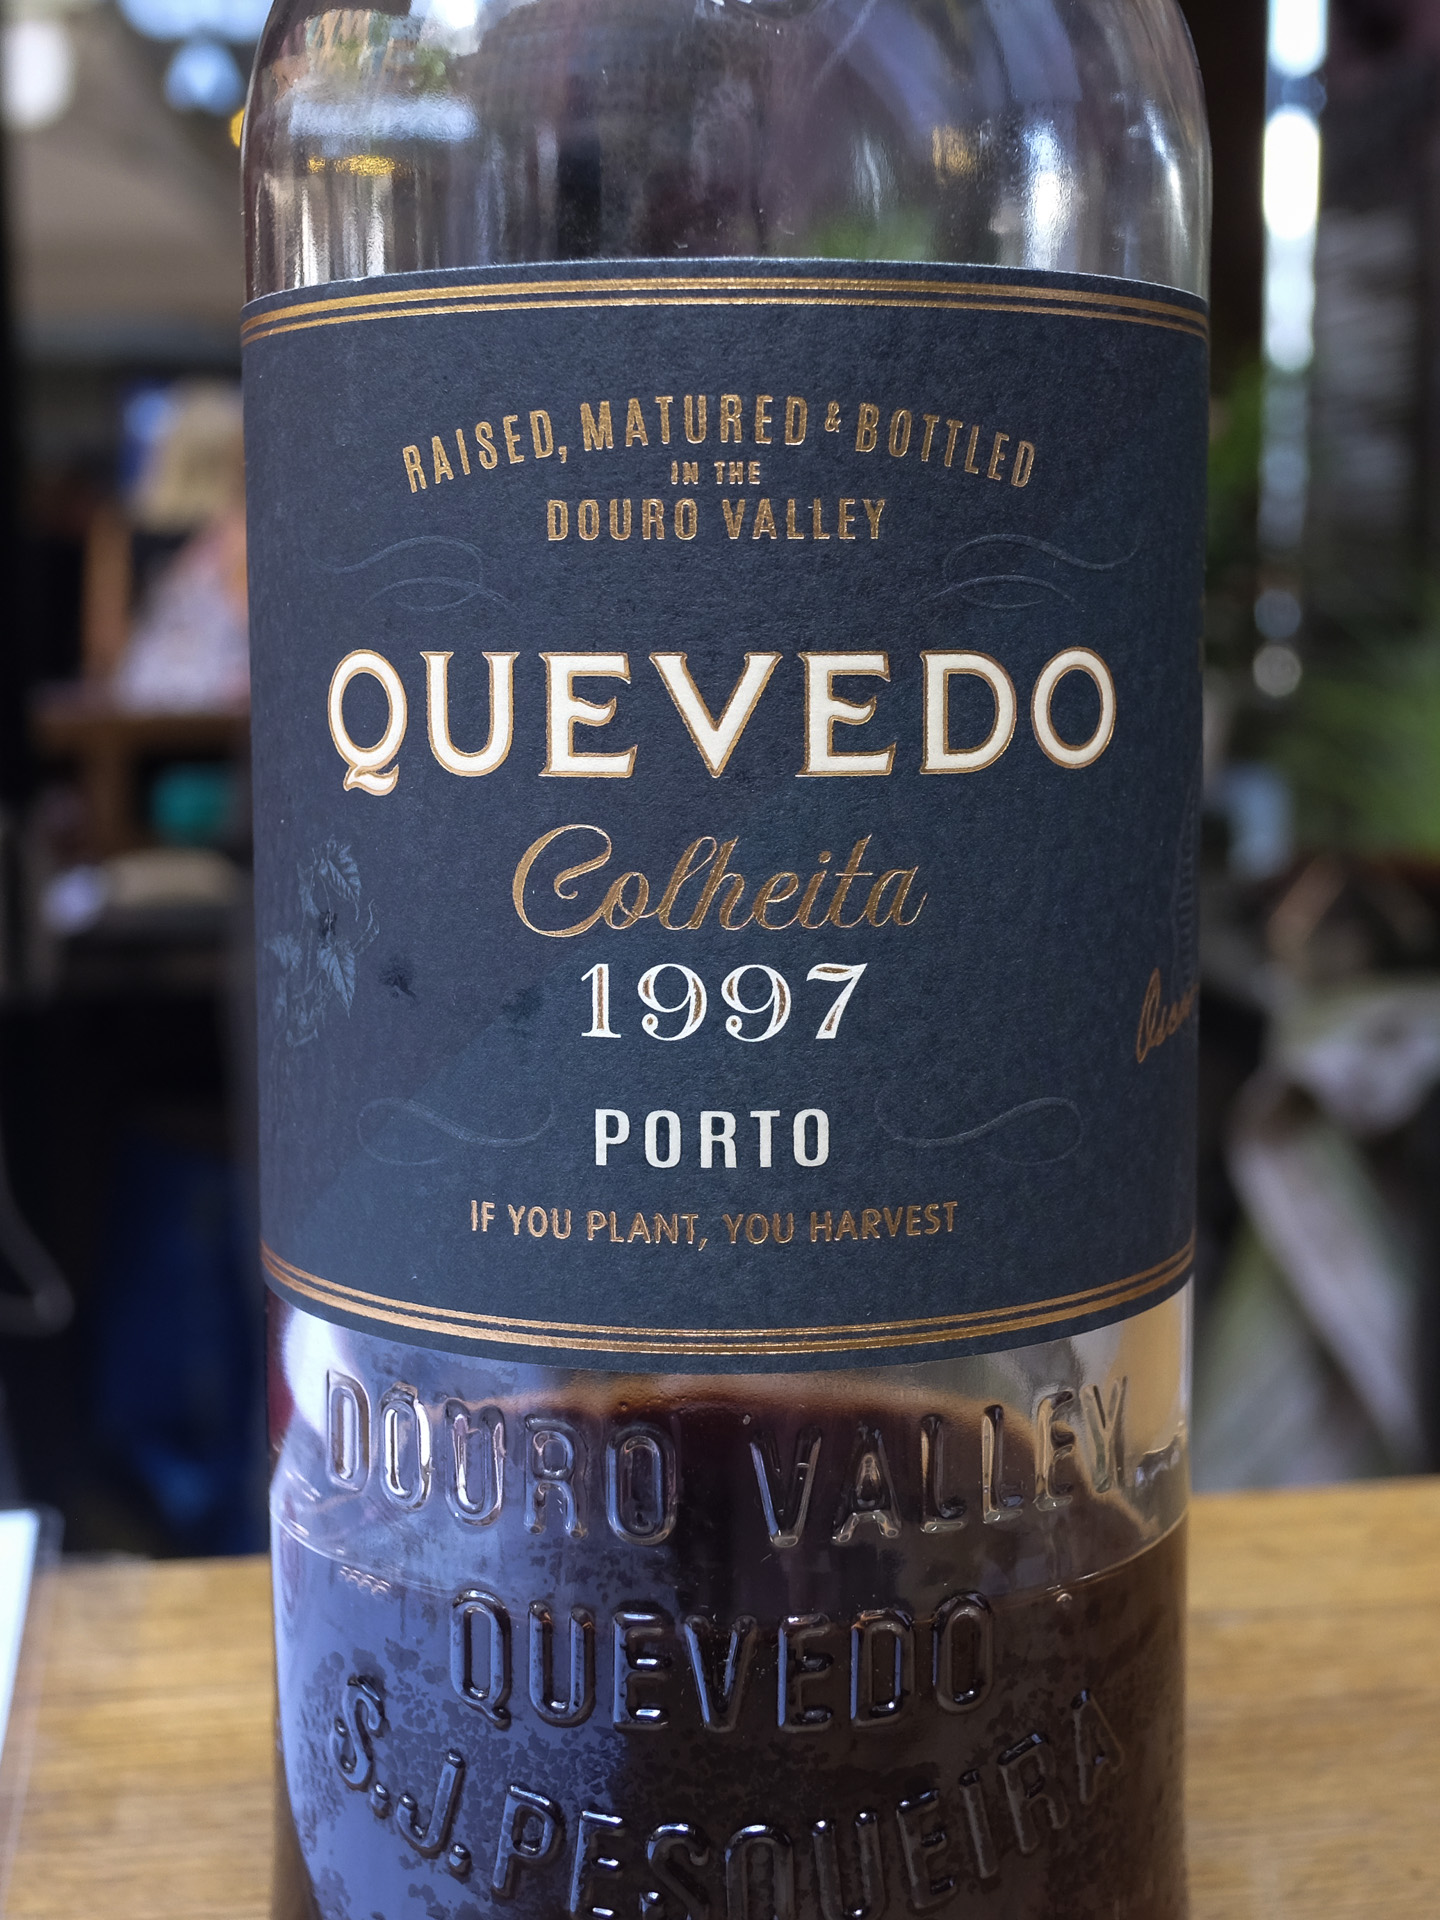 RAISED, MATURED & BOTTLED
IN THE
DOURO VALLEY
QUEVEDO
Colheita
1997
PORTO
IF YOU PLANT, YOU HARVEST
DOURO VALLEY
QUEVEDO
S.J. PESQUEIRA